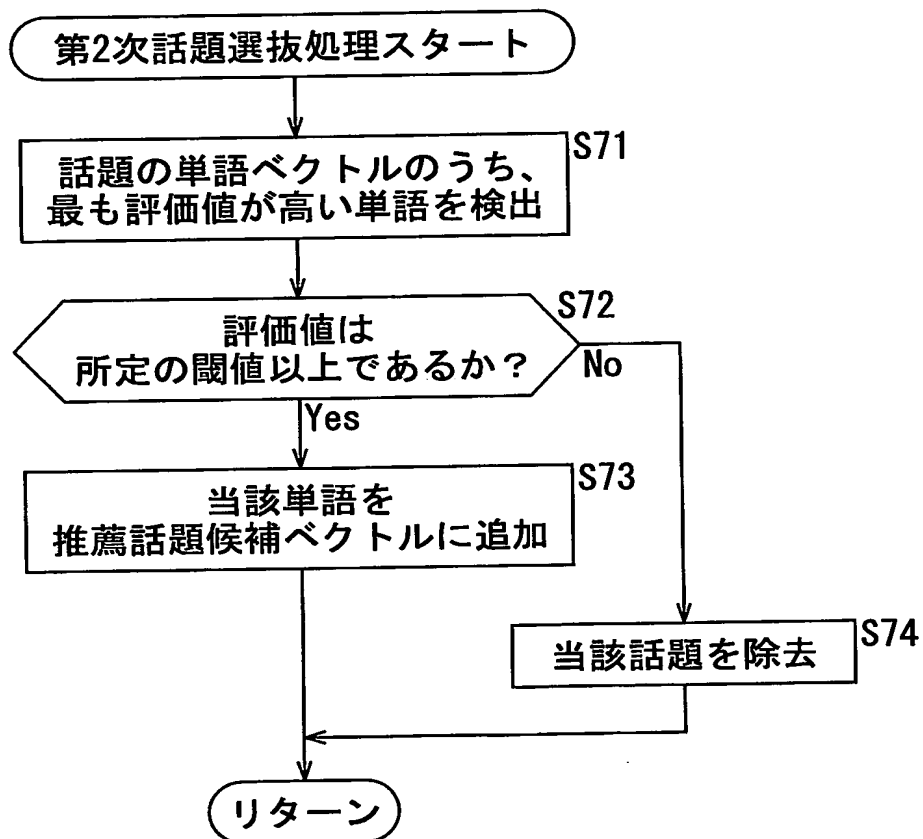 第2次話題選抜処理スタート
S71
話題の単語ベクトルのうち、
最も評価値が高い単語を検出
S72
評価値は
所定の閾値以上であるか？
No
Yes
S73
当該単語を
推薦話題候補ベクトルに追加
S74
当該話題を除去
リターン